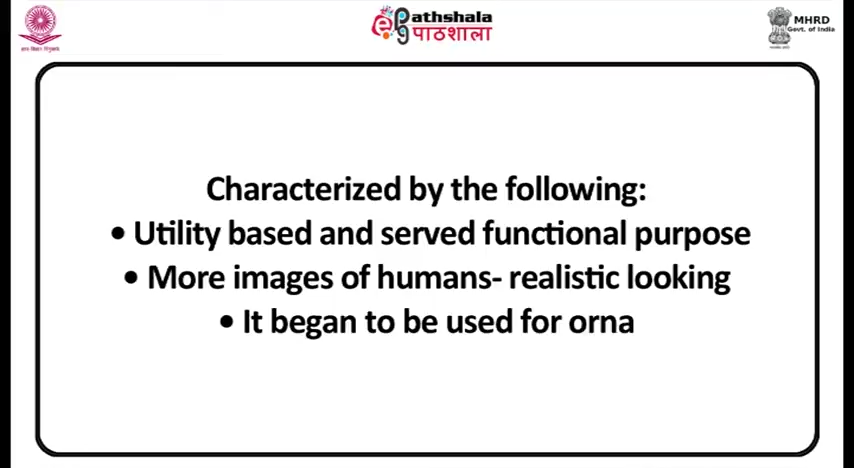 ePathshala
पाठशाला
MHRD
Govt. of India
Characterized by the following:
• Utility based and served functional purpose
• More images of humans- realistic looking
• It began to be used for orna